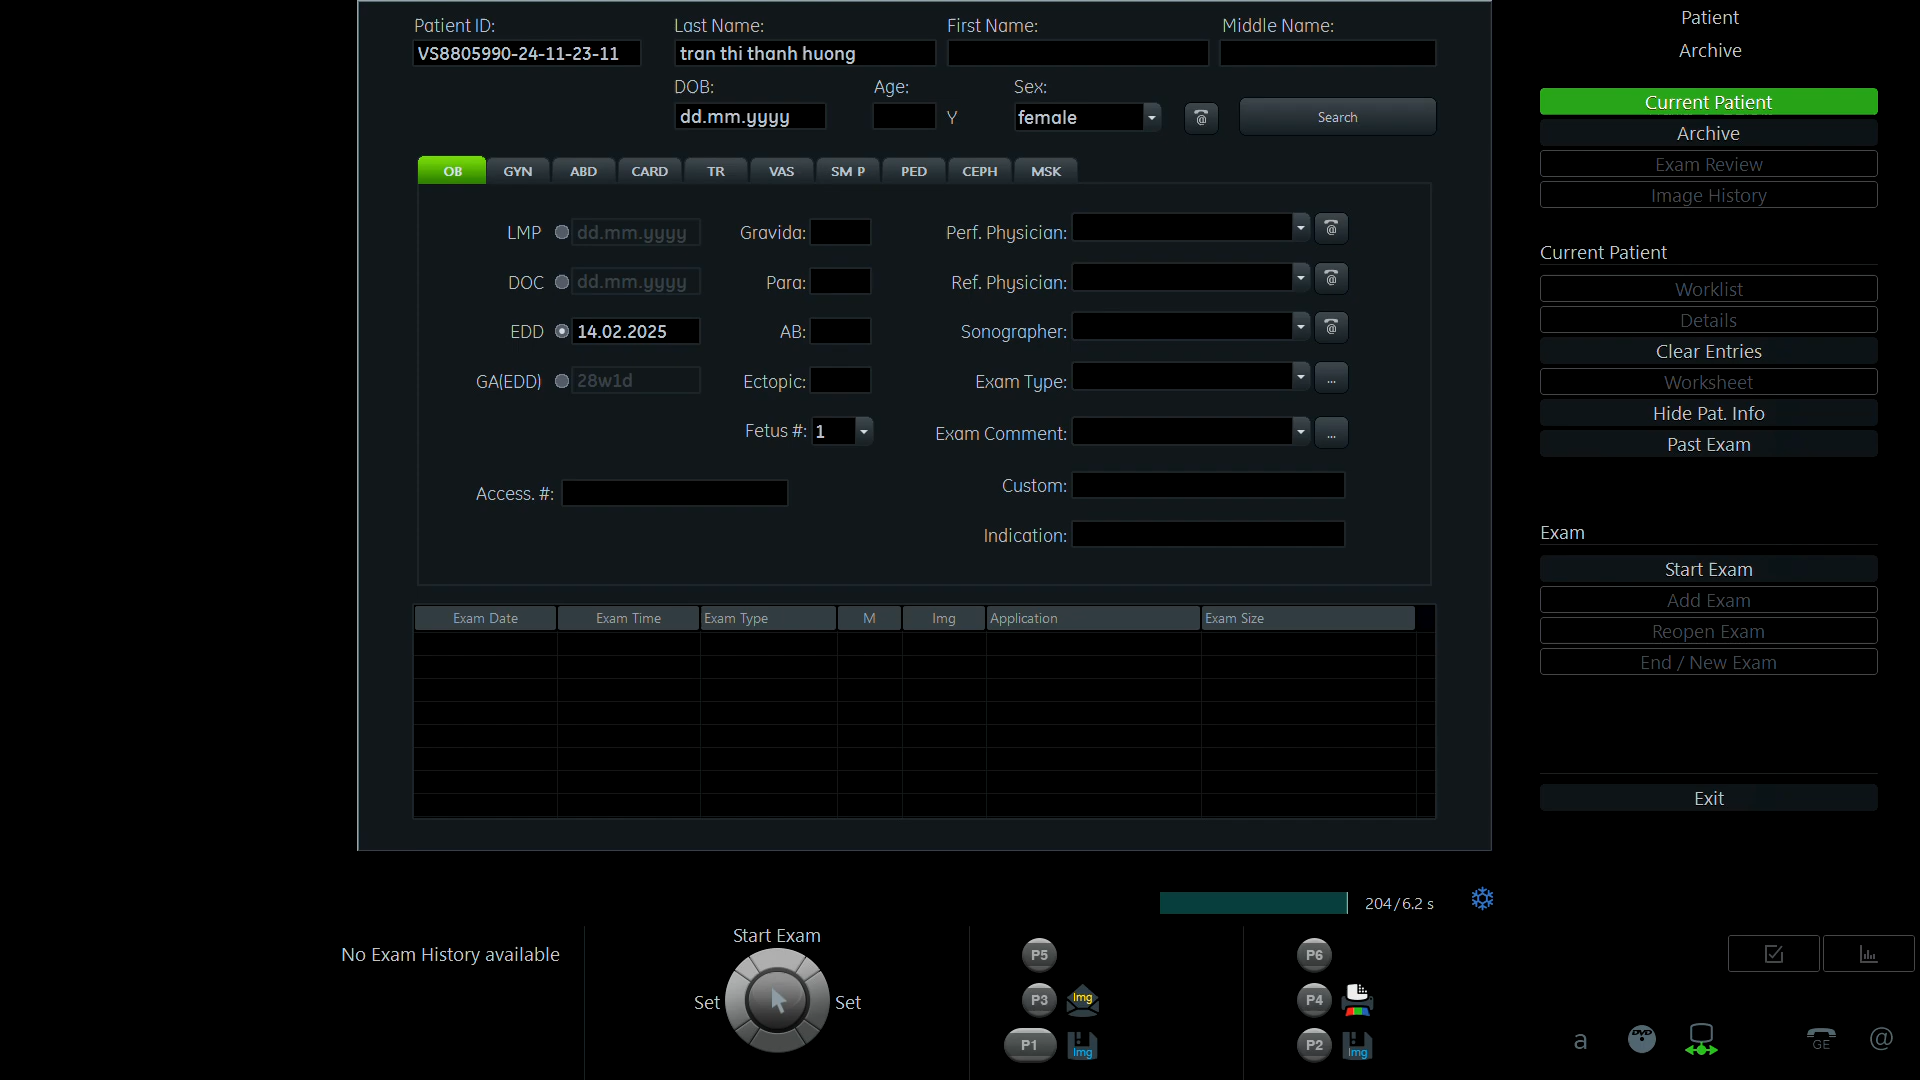 Patient ID: Last Name: First Name: Middle Name:
VS8805990-24-11-23-11 tran thi thanh huong
DOB: Age: Sex:
dd.mm.yyyy Y female @ Search
OB GYN ABD CARD TR VAS SM P PED CEPH MSK
LMP dd.mm.yyyy Gravida: Perf. Physician: @
DOC dd.mm.yyyy Para: Ref. Physician: @
EDD 14.02.2025 AB: Sonographer: @
GA(EDD) 28w1d Ectopic: Exam Type: ...
Fetus #: 1 Exam Comment: ...
Access. #: Custom:
Indication:
Exam Date Exam Time Exam Type M Img Application Exam Size
204/6.2 s
No Exam History available
Start Exam
Set Set
P5 P6
P3 Img P4
P1 Img P2 Img
Patient
Archive
Current Patient
Archive
Exam Review
Image History
Current Patient
Worklist
Details
Clear Entries
Worksheet
Hide Pat. Info
Past Exam
Exam
Start Exam
Add Exam
Reopen Exam
End / New Exam
Exit
a DVD GE @